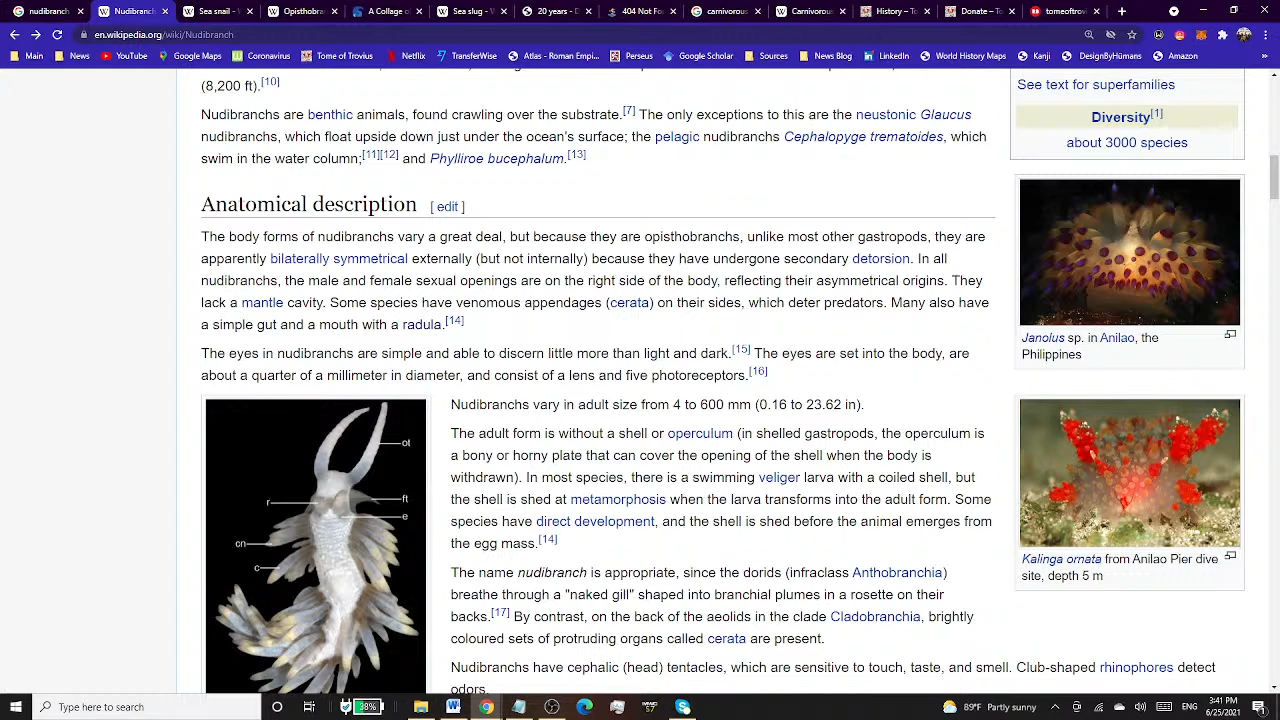 nudibranc
Nudibranch
Sea snail - V
Opisthobran
A Collage o
Sea slug - W
20 years - D
404 Not Fou
carnivorous
Carnivorous
History – To
Donate – To
tomeoftrov
en.wikipedia.org/wiki/Nudibranch
Main News YouTube Google Maps Coronavirus Tome of Trovius Netflix TransferWise Atlas - Roman Empi... Perseus Google Scholar Sources News Blog LinkedIn World History Maps Kanji DesignByHumans Amazon
(8,200 ft).[10]
Nudibranchs are benthic animals, found crawling over the substrate.[7] The only exceptions to this are the neustonic Glaucus
nudibranchs, which float upside down just under the ocean's surface; the pelagic nudibranchs Cephalopyge trematoides, which
swim in the water column;[11][12] and Phylliroe bucephalum.[13]
Anatomical description [ edit ]
The body forms of nudibranchs vary a great deal, but because they are opisthobranchs, unlike most other gastropods, they are
apparently bilaterally symmetrical externally (but not internally) because they have undergone secondary detorsion. In all
nudibranchs, the male and female sexual openings are on the right side of the body, reflecting their asymmetrical origins. They
lack a mantle cavity. Some species have venomous appendages (cerata) on their sides, which deter predators. Many also have
a simple gut and a mouth with a radula.[14]
The eyes in nudibranchs are simple and able to discern little more than light and dark.[15] The eyes are set into the body, are
about a quarter of a millimeter in diameter, and consist of a lens and five photoreceptors.[16]
Nudibranchs vary in adult size from 4 to 600 mm (0.16 to 23.62 in).
The adult form is without a shell or operculum (in shelled gastropods, the operculum is
a bony or horny plate that can cover the opening of the shell when the body is
withdrawn). In most species, there is a swimming veliger larva with a coiled shell, but
the shell is shed at metamorphosis when the larva transforms into the adult form. Some
species have direct development, and the shell is shed before the animal emerges from
the egg mass.[14]
The name nudibranch is appropriate, since the dorids (infraclass Anthobranchia)
breathe through a "naked gill" shaped into branchial plumes in a rosette on their
backs.[17] By contrast, on the back of the aeolids in the clade Cladobranchia, brightly
coloured sets of protruding organs called cerata are present.
Nudibranchs have cephalic (head) tentacles, which are sensitive to touch, taste, and smell. Club-shaped rhinophores detect
odors.
ot
r
ft
e
cn
c
See text for superfamilies
Diversity[1]
about 3000 species
Janolus sp. in Anilao, the
Philippines
Kalinga ornata from Anilao Pier dive
site, depth 5 m
Type here to search
38%
89°F Partly sunny
ENG
3:41 PM
6/25/2021